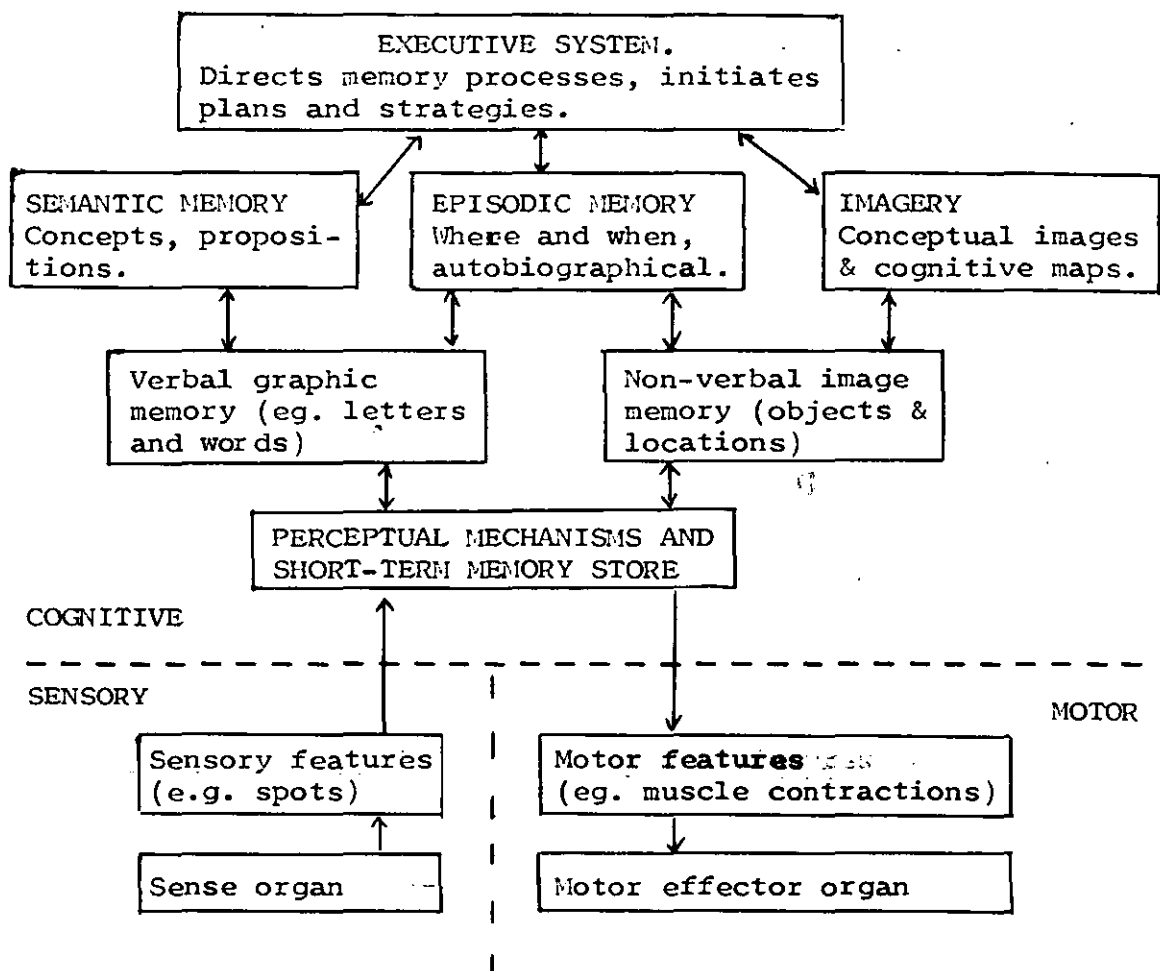 EXECUTIVE SYSTEM.
Directs memory processes, initiates
plans and strategies.
SEMANTIC MEMORY
Concepts, proposi-
tions.
EPISODIC MEMORY
Where and when,
autobiographical.
IMAGERY
Conceptual images
& cognitive maps.
Verbal graphic
memory (eg. letters
and words)
Non-verbal image
memory (objects &
locations)
PERCEPTUAL MECHANISMS AND
SHORT-TERM MEMORY STORE
COGNITIVE
SENSORY
MOTOR
Sensory features
(e.g. spots)
Motor features
(eg. muscle contractions)
Sense organ
Motor effector organ